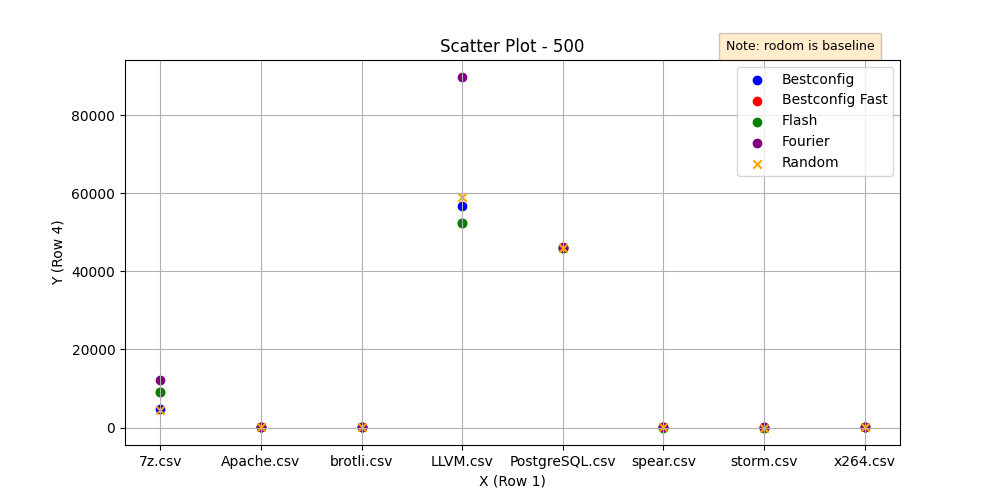 Scatter Plot - 500
Note: rodom is baseline
Bestconfig
Bestconfig Fast
Flash
Fourier
Random
Y (Row 4)
80000
60000
40000
20000
0
7z.csv Apache.csv brotli.csv LLVM.csv PostgreSQL.csv spear.csv storm.csv x264.csv
X (Row 1)